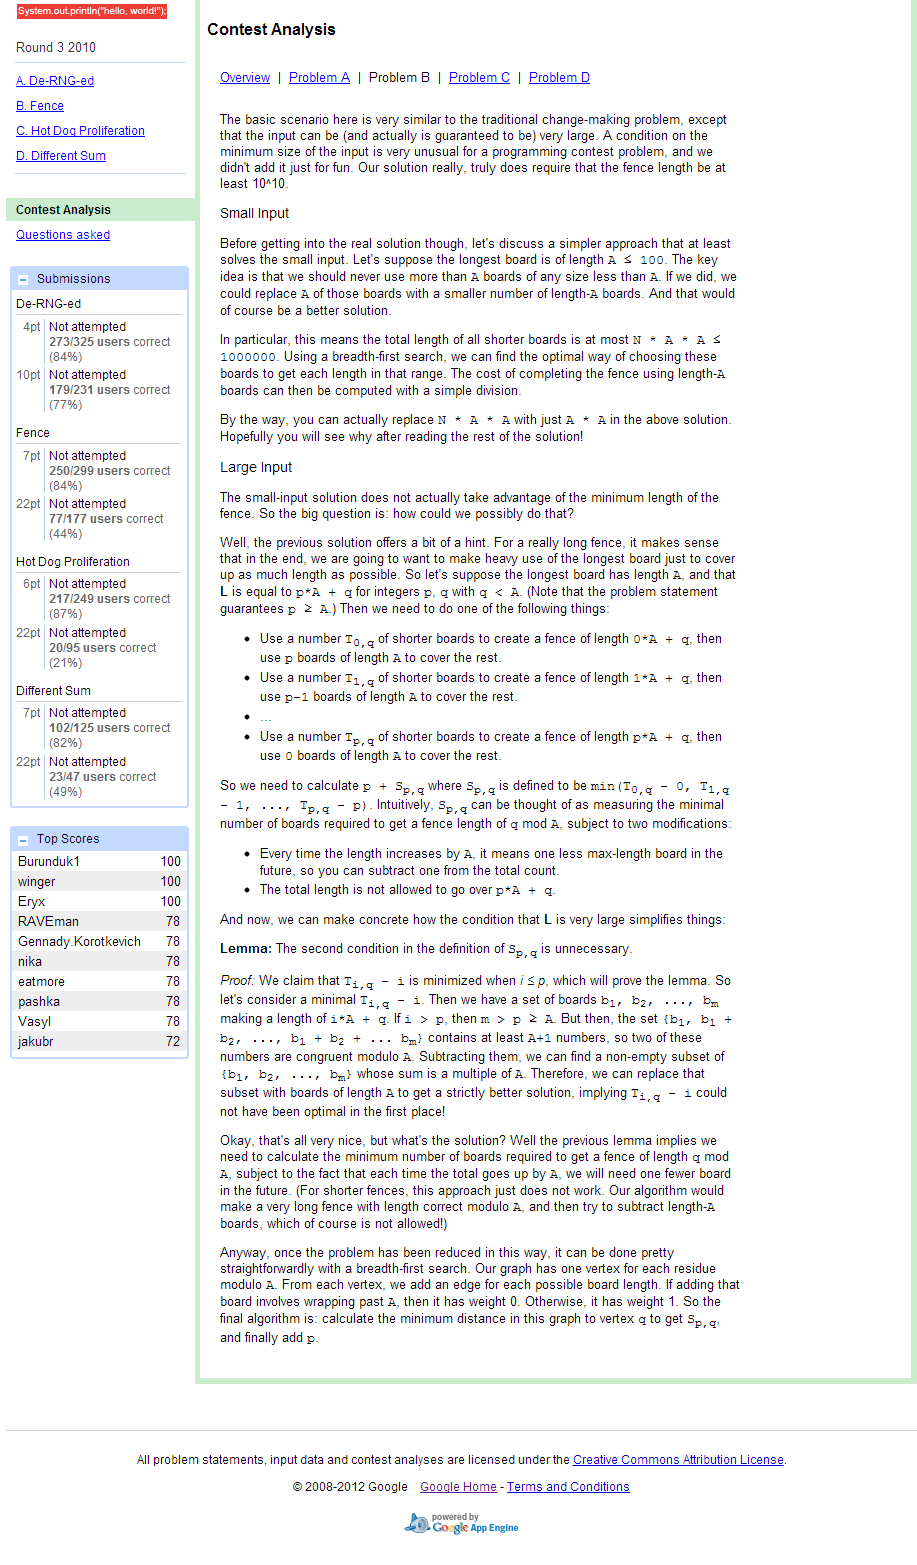 System.out.println("hello, world!");
Round 3 2010
A. De-RNG-ed
B. Fence
C. Hot Dog Proliferation
D. Different Sum
Contest Analysis
Questions asked
Submissions
De-RNG-ed
4pt Not attempted
273/325 users correct
(84%)
10pt Not attempted
179/231 users correct
(77%)
Fence
7pt Not attempted
250/299 users correct
(84%)
22pt Not attempted
77/177 users correct
(44%)
Hot Dog Proliferation
6pt Not attempted
217/249 users correct
(87%)
22pt Not attempted
20/95 users correct
(21%)
Different Sum
7pt Not attempted
102/125 users correct
(82%)
22pt Not attempted
23/47 users correct
(49%)
Top Scores
Burunduk1 100
winger 100
Eryx 100
RAVEman 78
Gennady.Korotkevich 78
nika 78
eatmore 78
pashka 78
Vasyl 78
jakubr 72
Contest Analysis
Overview | Problem A | Problem B | Problem C | Problem D
The basic scenario here is very similar to the traditional change-making problem, except
that the input can be (and actually is guaranteed to be) very large. A condition on the
minimum size of the input is very unusual for a programming contest problem, and we
didn't add it just for fun. Our solution really, truly does require that the fence length be at
least 10^10.
Small Input
Before getting into the real solution though, let's discuss a simpler approach that at least
solves the small input. Let's suppose the longest board is of length A ≤ 100. The key
idea is that we should never use more than A boards of any size less than A. If we did, we
could replace A of those boards with a smaller number of length-A boards. And that would
of course be a better solution.
In particular, this means the total length of all shorter boards is at most N * A * A ≤
1000000. Using a breadth-first search, we can find the optimal way of choosing these
boards to get each length in that range. The cost of completing the fence using length-A
boards can then be computed with a simple division.
By the way, you can actually replace N * A * A with just A * A in the above solution.
Hopefully you will see why after reading the rest of the solution!
Large Input
The small-input solution does not actually take advantage of the minimum length of the
fence. So the big question is: how could we possibly do that?
Well, the previous solution offers a bit of a hint. For a really long fence, it makes sense
that in the end, we are going to want to make heavy use of the longest board just to cover
up as much length as possible. So let's suppose the longest board has length A, and that
L is equal to p*A + q for integers p, q with q < A. (Note that the problem statement
guarantees p ≥ A.) Then we need to do one of the following things:
• Use a number T0,q of shorter boards to create a fence of length 0*A + q, then
use p boards of length A to cover the rest.
• Use a number T1,q of shorter boards to create a fence of length 1*A + q, then
use p-1 boards of length A to cover the rest.
• ...
• Use a number Tp,q of shorter boards to create a fence of length p*A + q, then
use 0 boards of length A to cover the rest.
So we need to calculate p + Sp,q where Sp,q is defined to be min(T0,q - 0, T1,q
- 1, ..., Tp,q - p). Intuitively, Sp,q can be thought of as measuring the minimal
number of boards required to get a fence length of q mod A, subject to two modifications:
• Every time the length increases by A, it means one less max-length board in the
future, so you can subtract one from the total count.
• The total length is not allowed to go over p*A + q.
And now, we can make concrete how the condition that L is very large simplifies things:
Lemma: The second condition in the definition of Sp,q is unnecessary.
Proof: We claim that Ti,q - i is minimized when i ≤ p, which will prove the lemma. So
let's consider a minimal Ti,q - i. Then we have a set of boards b1, b2, ..., bm
making a length of i*A + q. If i > p, then m > p ≥ A. But then, the set {b1, b1 +
b2, ..., b1 + b2 + ... bm} contains at least A+1 numbers, so two of these
numbers are congruent modulo A. Subtracting them, we can find a non-empty subset of
{b1, b2, ..., bm} whose sum is a multiple of A. Therefore, we can replace that
subset with boards of length A to get a strictly better solution, implying Ti,q - i could
not have been optimal in the first place!
Okay, that's all very nice, but what's the solution? Well the previous lemma implies we
need to calculate the minimum number of boards required to get a fence of length q mod
A, subject to the fact that each time the total goes up by A, we will need one fewer board
in the future. (For shorter fences, this approach just does not work. Our algorithm would
make a very long fence with length correct modulo A, and then try to subtract length-A
boards, which of course is not allowed!)
Anyway, once the problem has been reduced in this way, it can be done pretty
straightforwardly with a breadth-first search. Our graph has one vertex for each residue
modulo A. From each vertex, we add an edge for each possible board length. If adding that
board involves wrapping past A, then it has weight 0. Otherwise, it has weight 1. So the
final algorithm is: calculate the minimum distance in this graph to vertex q to get Sp,q,
and finally add p.
All problem statements, input data and contest analyses are licensed under the Creative Commons Attribution License.
© 2008-2012 Google Google Home - Terms and Conditions
powered by
Google App Engine